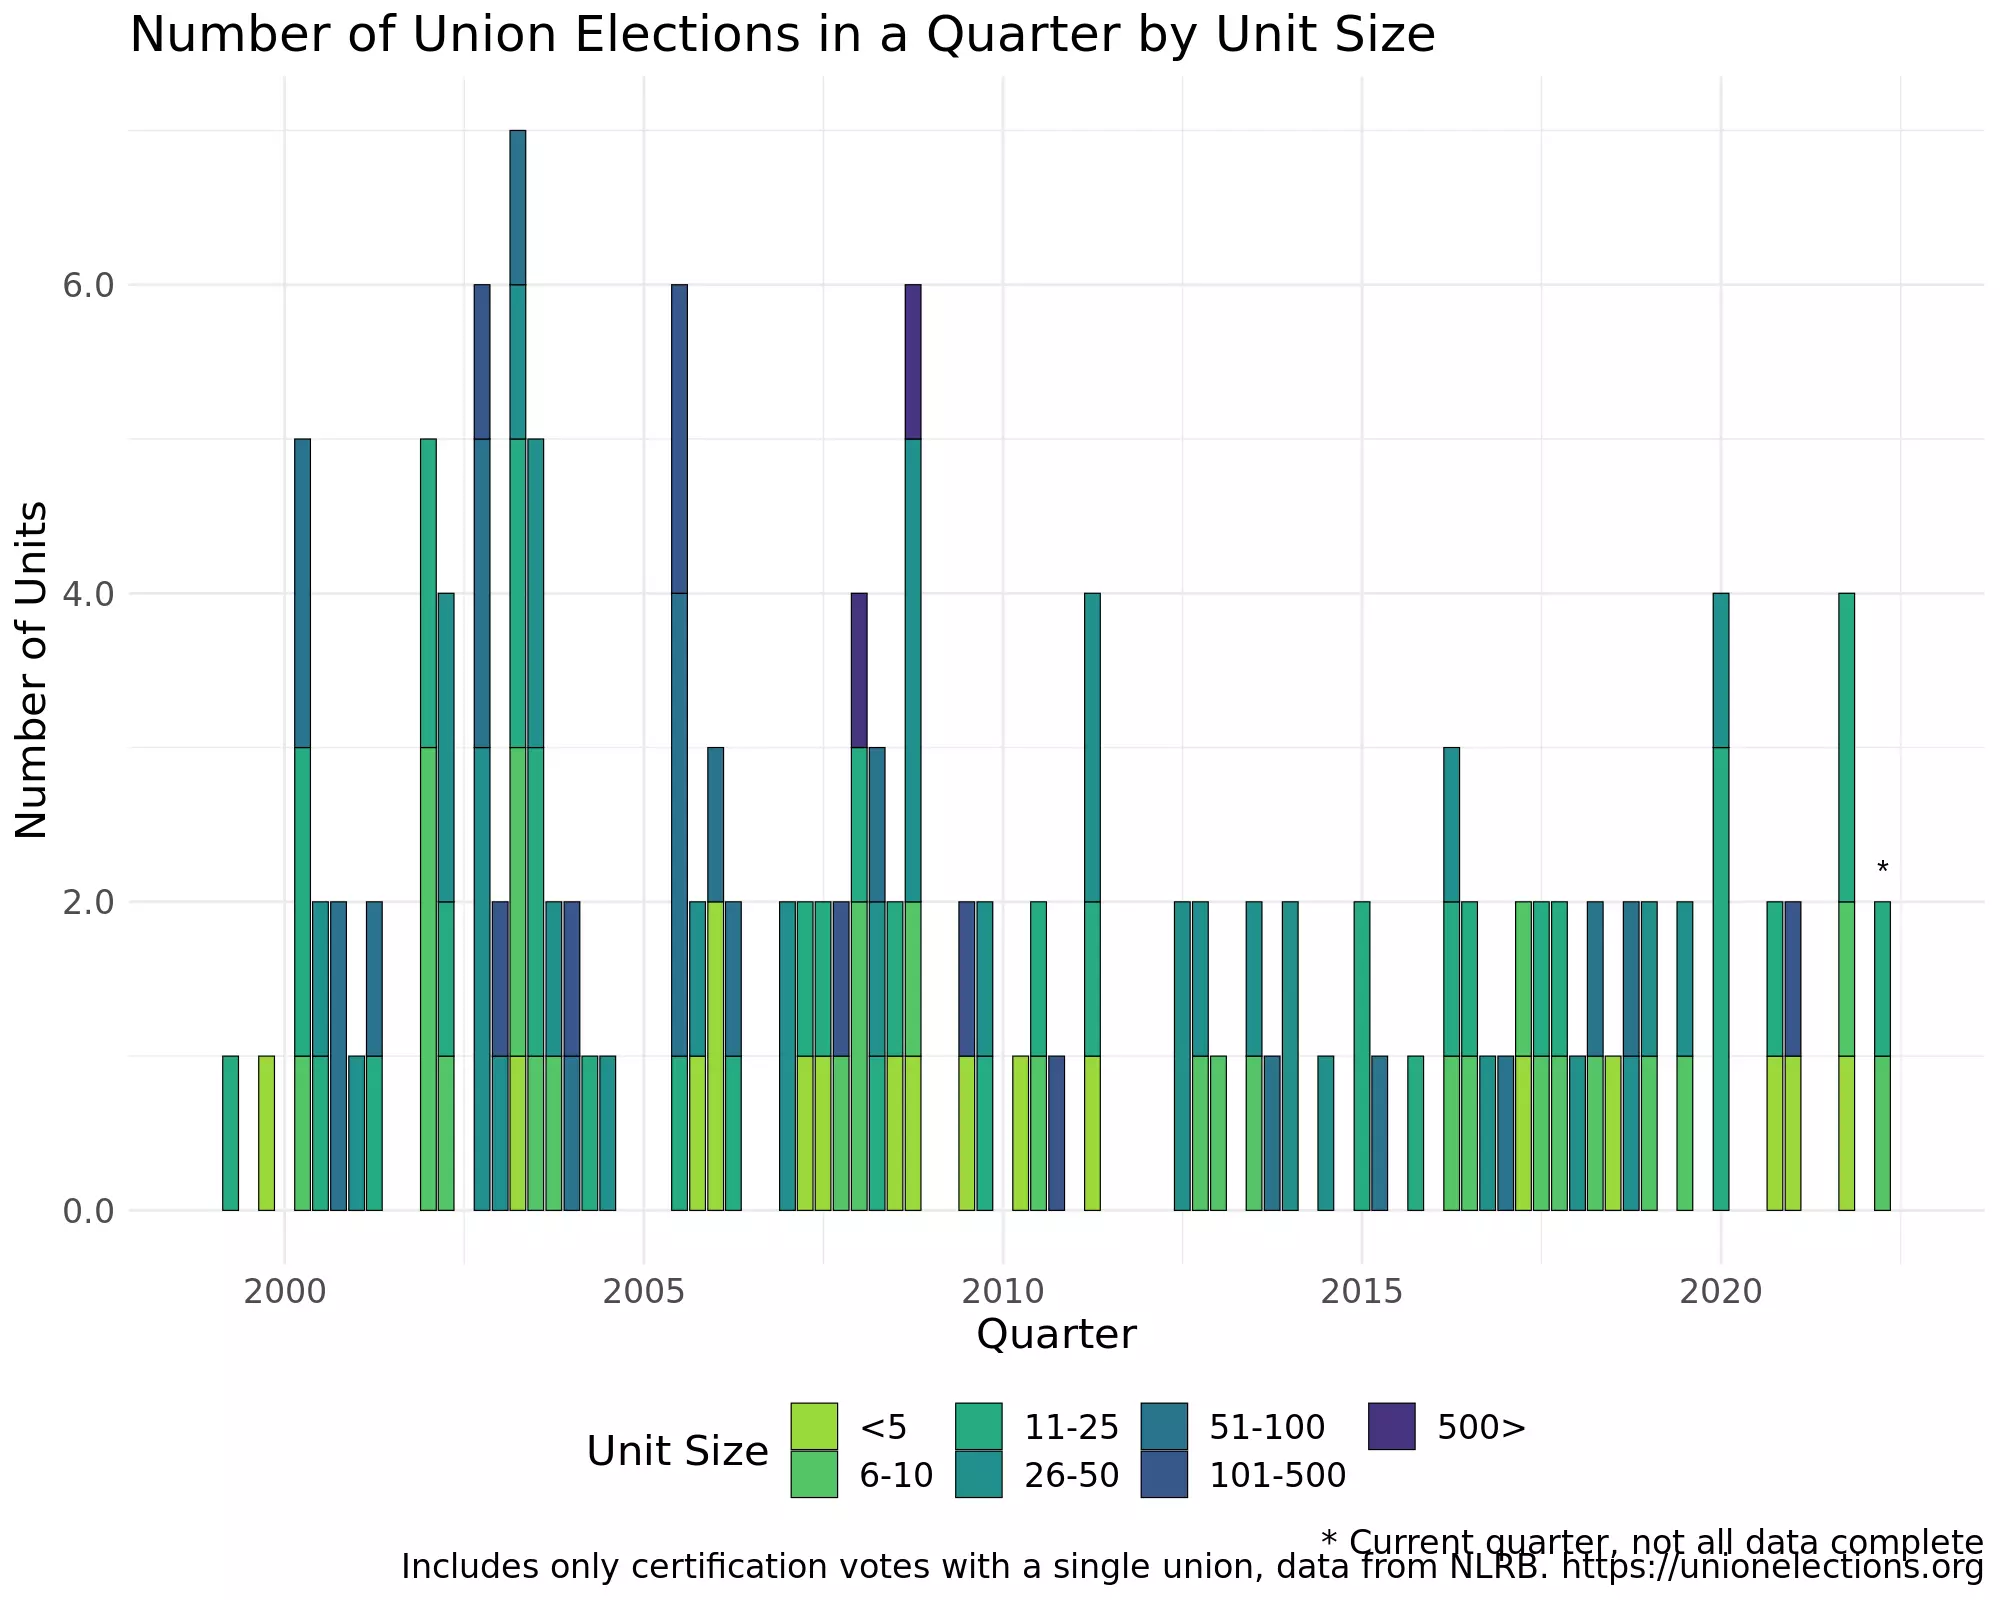 Number of Union Elections in a Quarter by Unit Size
Number of Units
6.0
4.0
2.0
0.0
*
2000 2005 2010 2015 2020
Quarter
Unit Size
<5 11-25 51-100 500>
6-10 26-50 101-500
* Current quarter, not all data complete
Includes only certification votes with a single union, data from NLRB. https://unionelections.org